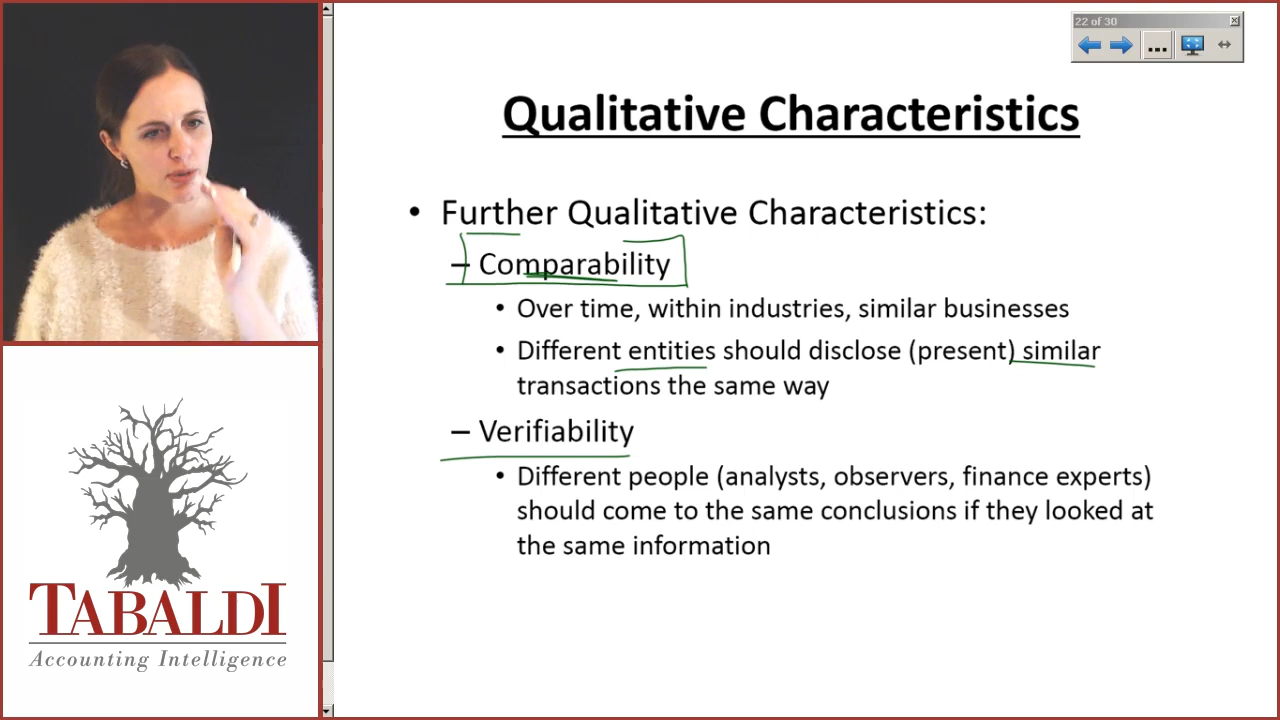 22 of 30
Qualitative Characteristics
• Further Qualitative Characteristics:
– Comparability
• Over time, within industries, similar businesses
• Different entities should disclose (present) similar
transactions the same way
– Verifiability
• Different people (analysts, observers, finance experts)
should come to the same conclusions if they looked at
the same information
TABALDI
Accounting Intelligence